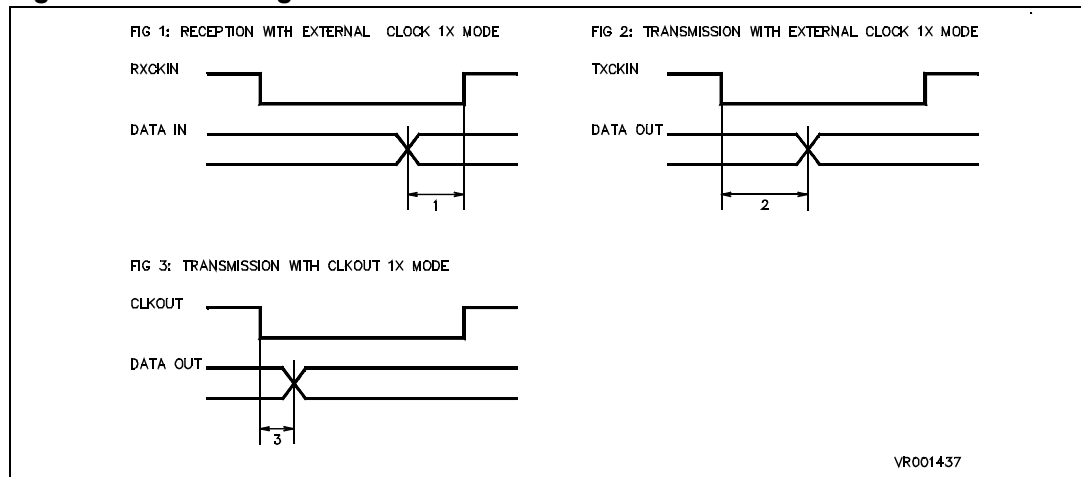 FIG 1: RECEPTION WITH EXTERNAL CLOCK 1X MODE
RXCKIN
DATA IN
1
FIG 2: TRANSMISSION WITH EXTERNAL CLOCK 1X MODE
TXCKIN
DATA OUT
2
FIG 3: TRANSMISSION WITH CLKOUT 1X MODE
CLKOUT
DATA OUT
3
VR001437